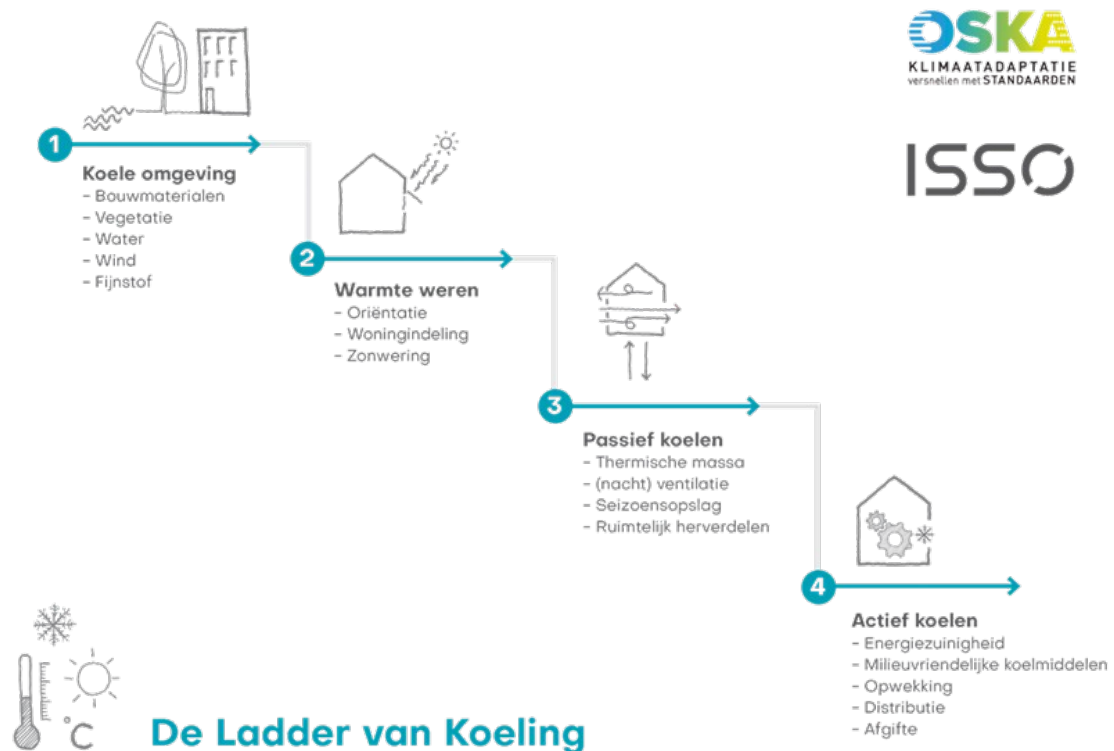 OSKA
KLIMAATADAPTATIE
versnellen met STANDAARDEN
ISSO
1
Koele omgeving
- Bouwmaterialen
- Vegetatie
- Water
- Wind
- Fijnstof
2
Warmte weren
- Oriëntatie
- Woningindeling
- Zonwering
3
Passief koelen
- Thermische massa
- (nacht) ventilatie
- Seizoensopslag
- Ruimtelijk herverdelen
4
Actief koelen
- Energiezuinigheid
- Milieuvriendelijke koelmiddelen
- Opwekking
- Distributie
- Afgifte
°C
De Ladder van Koeling